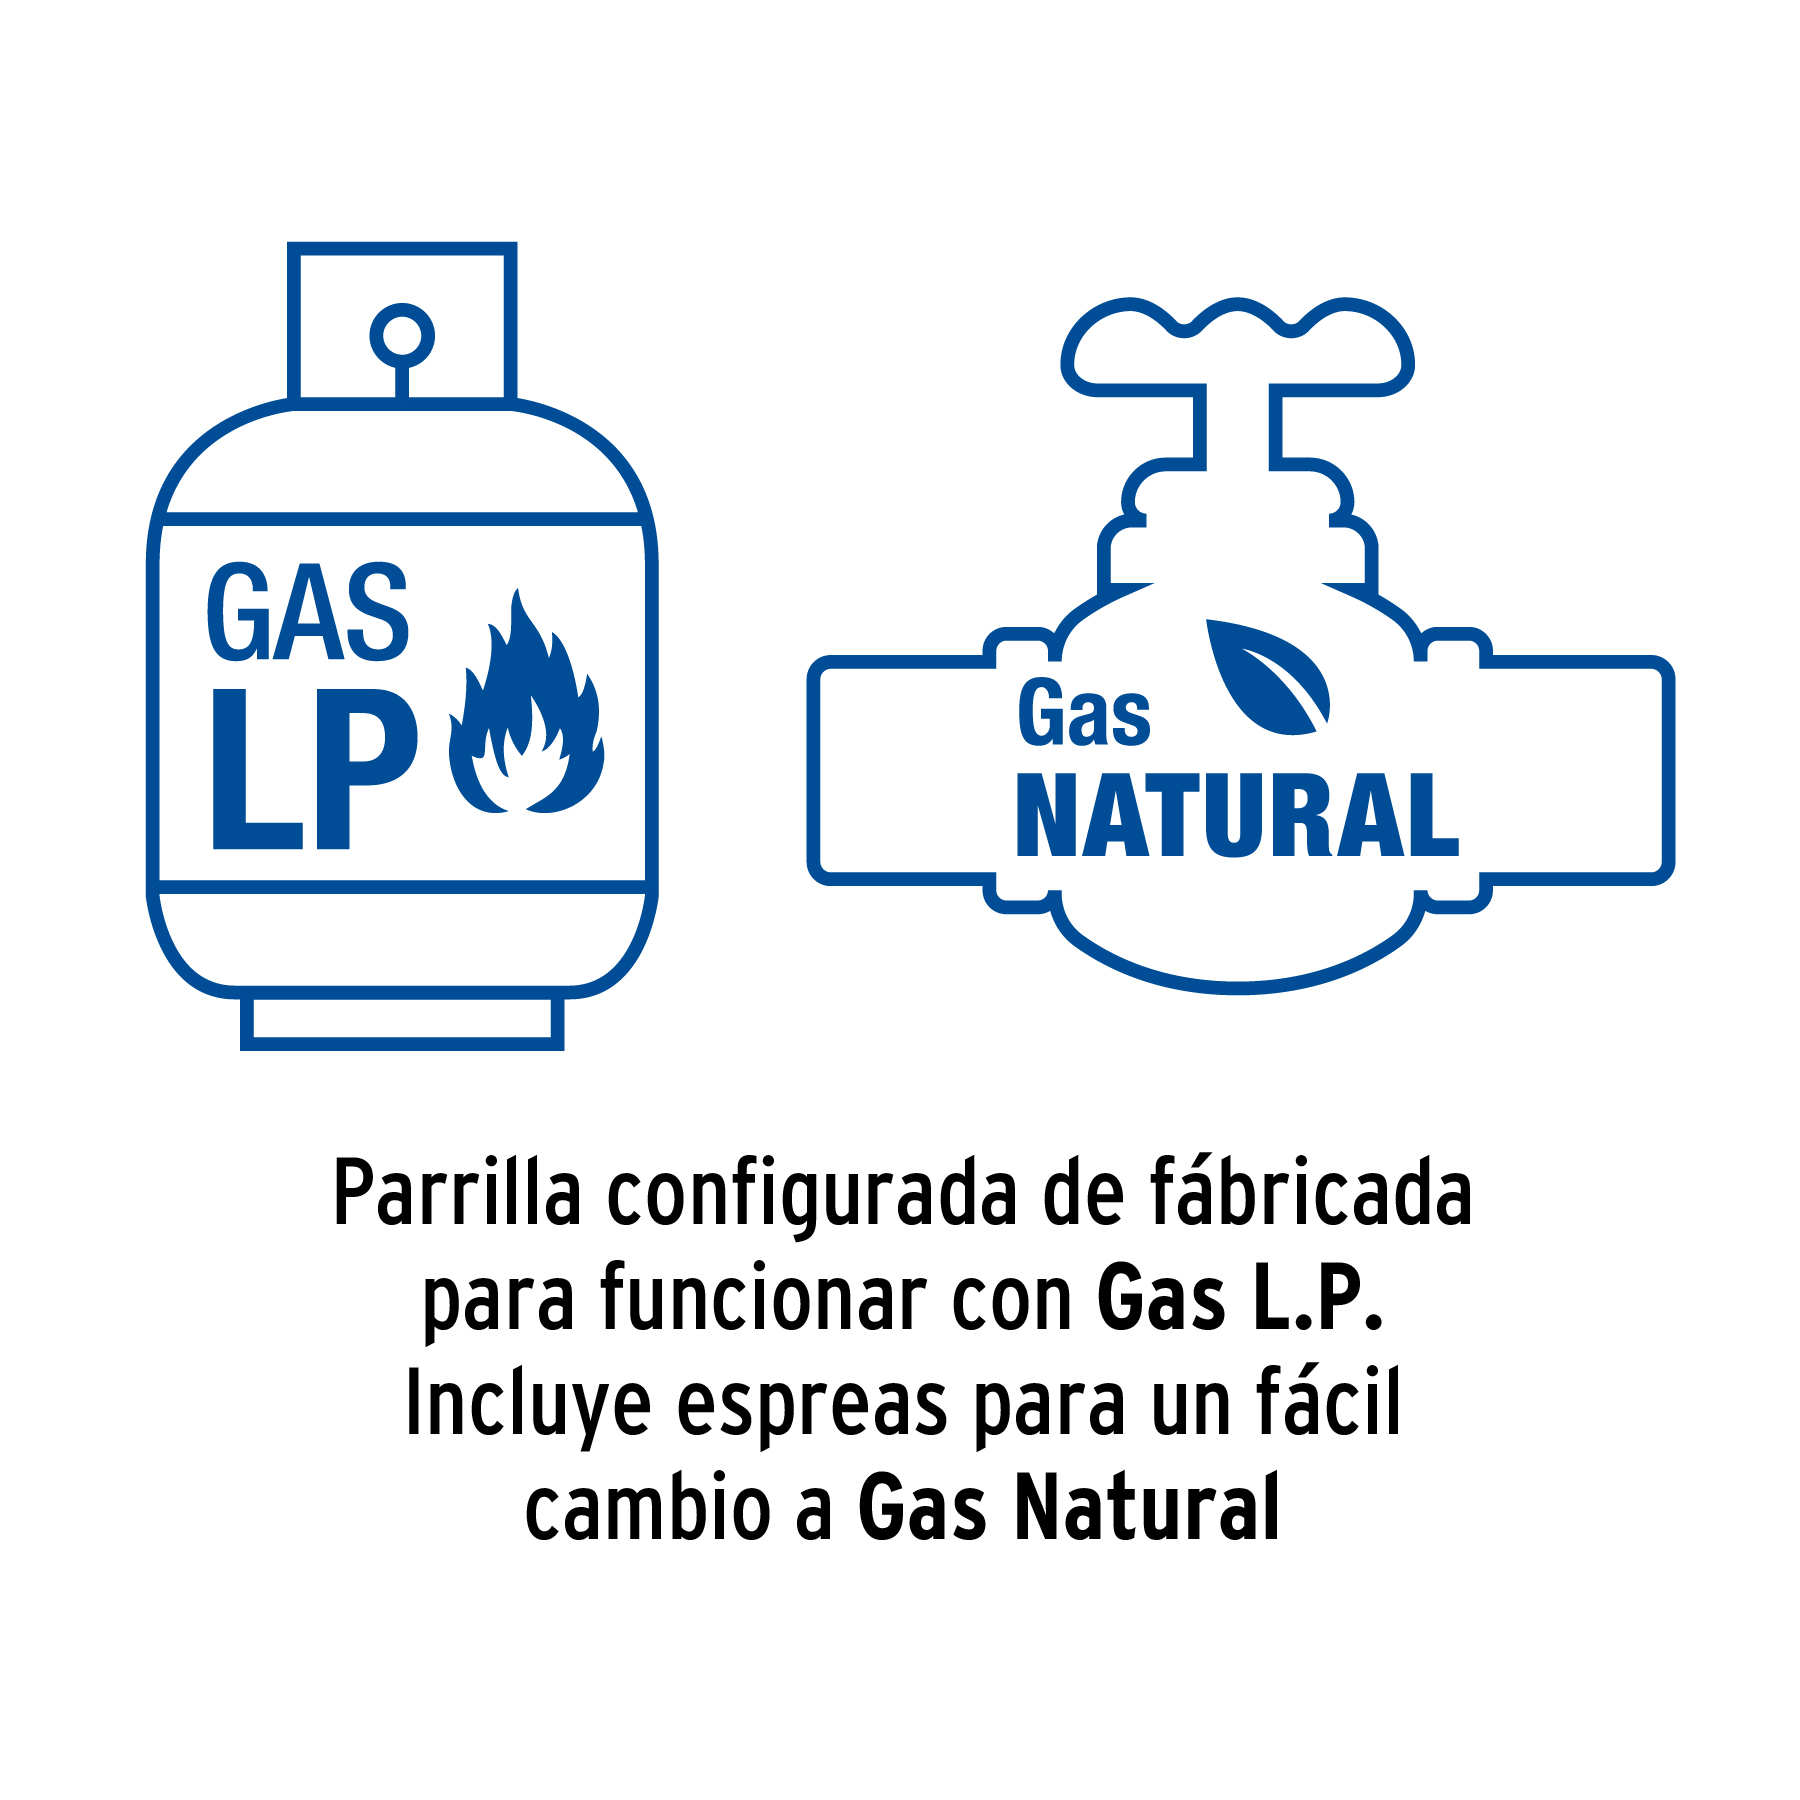 GAS
LP
Gas
NATURAL
Parrilla configurada de fábricada
para funcionar con Gas L.P.
Incluye espreas para un fácil
cambio a Gas Natural